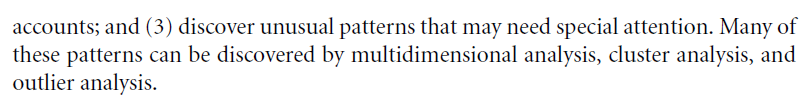 accounts; and (3) discover unusual patterns that may need special attention. Many of
these patterns can be discovered by multidimensional analysis, cluster analysis, and
outlier analysis.